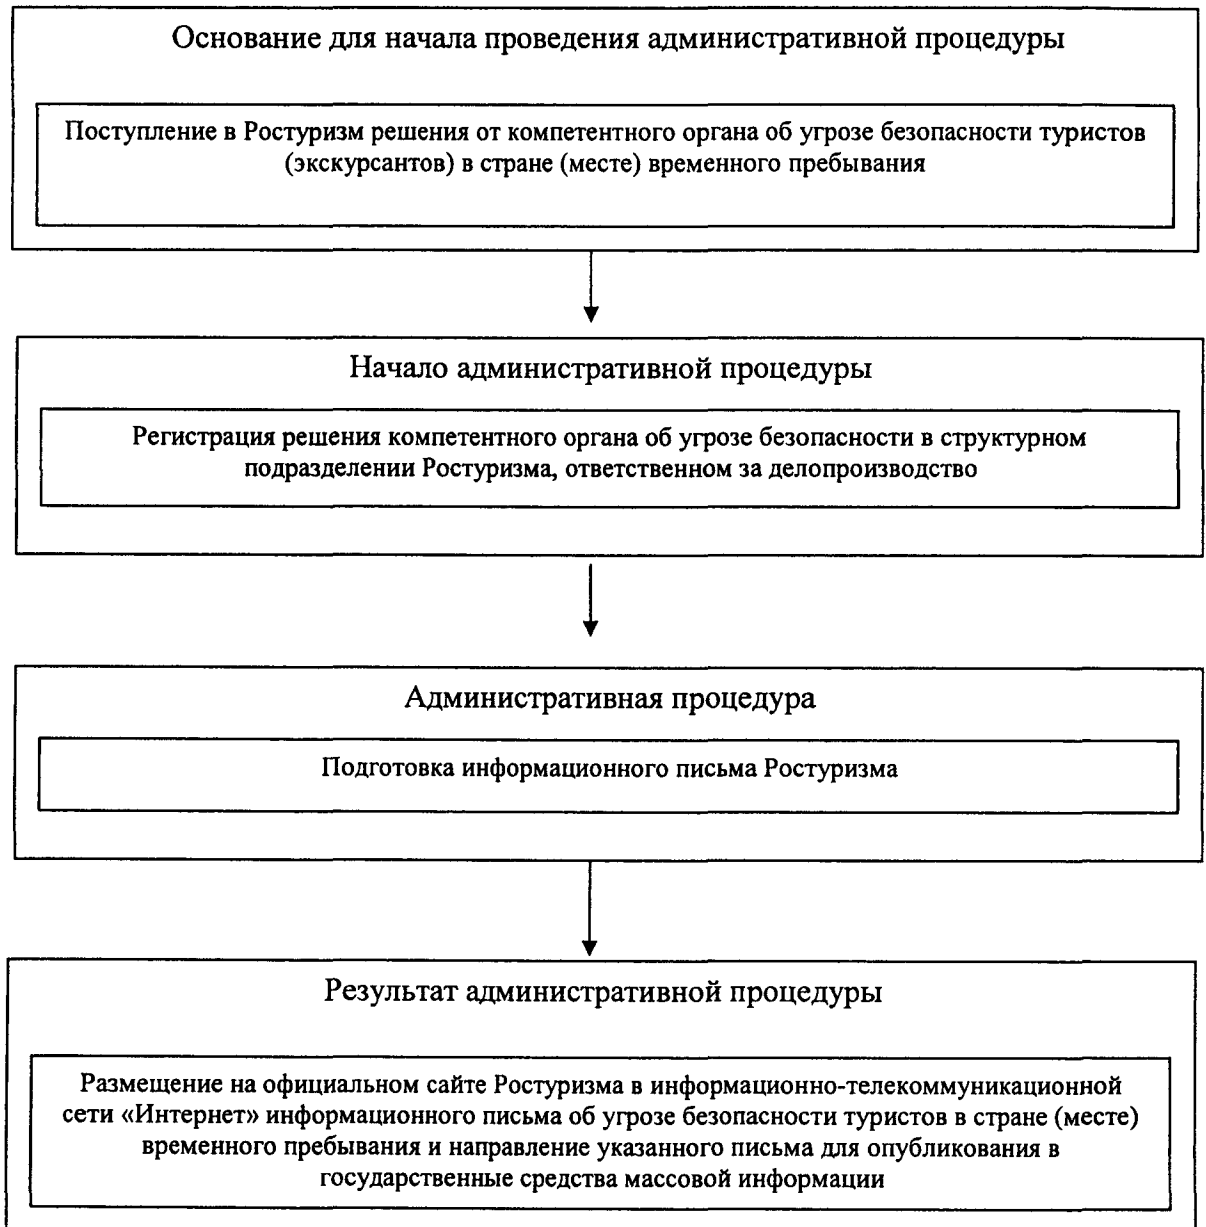 Основание для начала проведения административной процедуры
Поступление в Ростуризм решения от компетентного органа об угрозе безопасности туристов
(экскурсантов) в стране (месте) временного пребывания
Начало административной процедуры
Регистрация решения компетентного органа об угрозе безопасности в структурном
подразделении Ростуризма, ответственном за делопроизводство
Административная процедура
Подготовка информационного письма Ростуризма
Результат административной процедуры
Размещение на официальном сайте Ростуризма в информационно-телекоммуникационной
сети «Интернет» информационного письма об угрозе безопасности туристов в стране (месте)
временного пребывания и направление указанного письма для опубликования в
государственные средства массовой информации